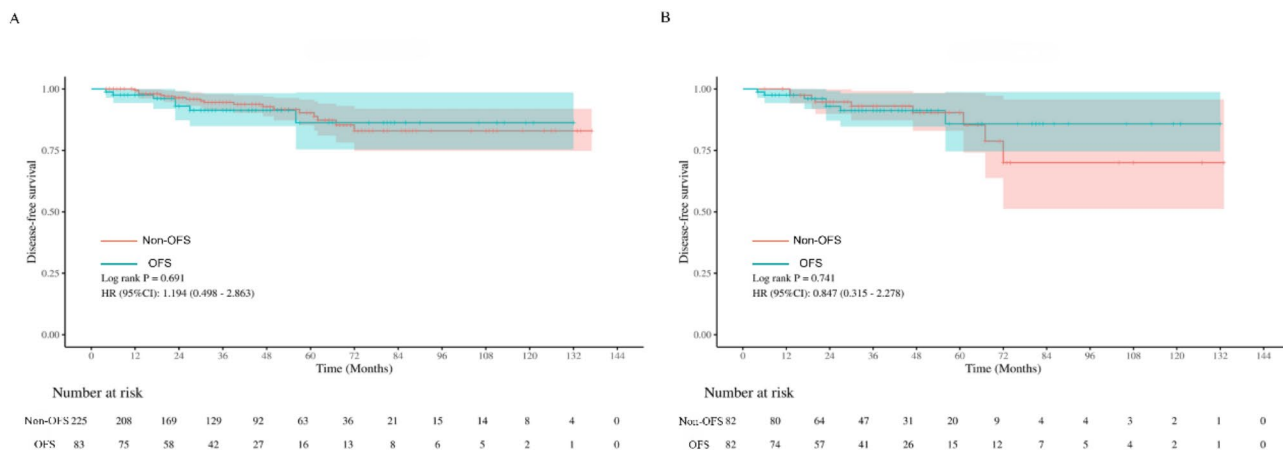 A
Disease-free survival
1.00
0.75
0.50
0.25
0.00
Non-OFS
OFS
Log rank P = 0.691
HR (95%CI): 1.194 (0.498 - 2.863)
0 12 24 36 48 60 72 84 96 108 120 132 144
Time (Months)
Number at risk
Non-OFS 225 208 169 129 92 63 36 21 15 14 8 4 0
OFS 83 75 58 42 27 16 13 8 6 5 2 1 0
B
Disease-free survival
1.00
0.75
0.50
0.25
0.00
Non-OFS
OFS
Log rank P = 0.741
HR (95%CI): 0.847 (0.315 - 2.278)
0 12 24 36 48 60 72 84 96 108 120 132 144
Time (Months)
Number at risk
Non-OFS 82 80 64 47 31 20 9 4 4 3 2 1 0
OFS 82 74 57 41 26 15 12 7 5 4 2 1 0